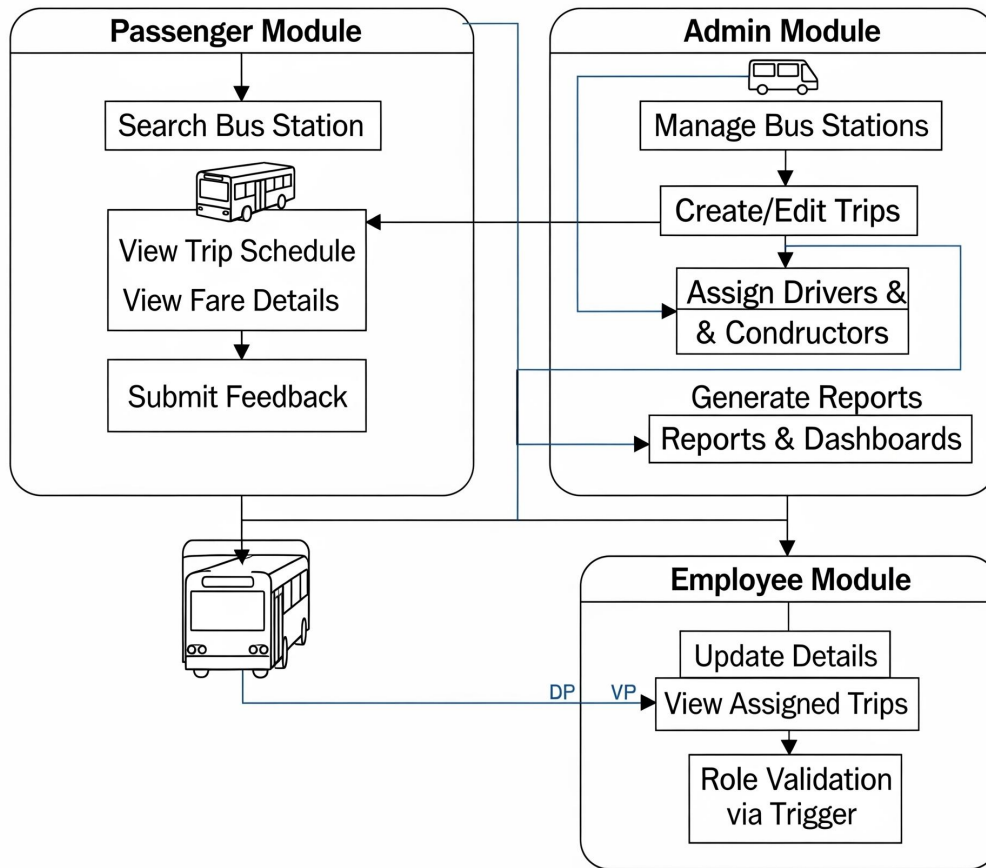 Passenger Module
Search Bus Station
View Trip Schedule
View Fare Details
Submit Feedback
Admin Module
Manage Bus Stations
Create/Edit Trips
Assign Drivers &
& Condructors
Generate Reports
Reports & Dashboards
Employee Module
Update Details
DP VP
View Assigned Trips
Role Validation
via Trigger